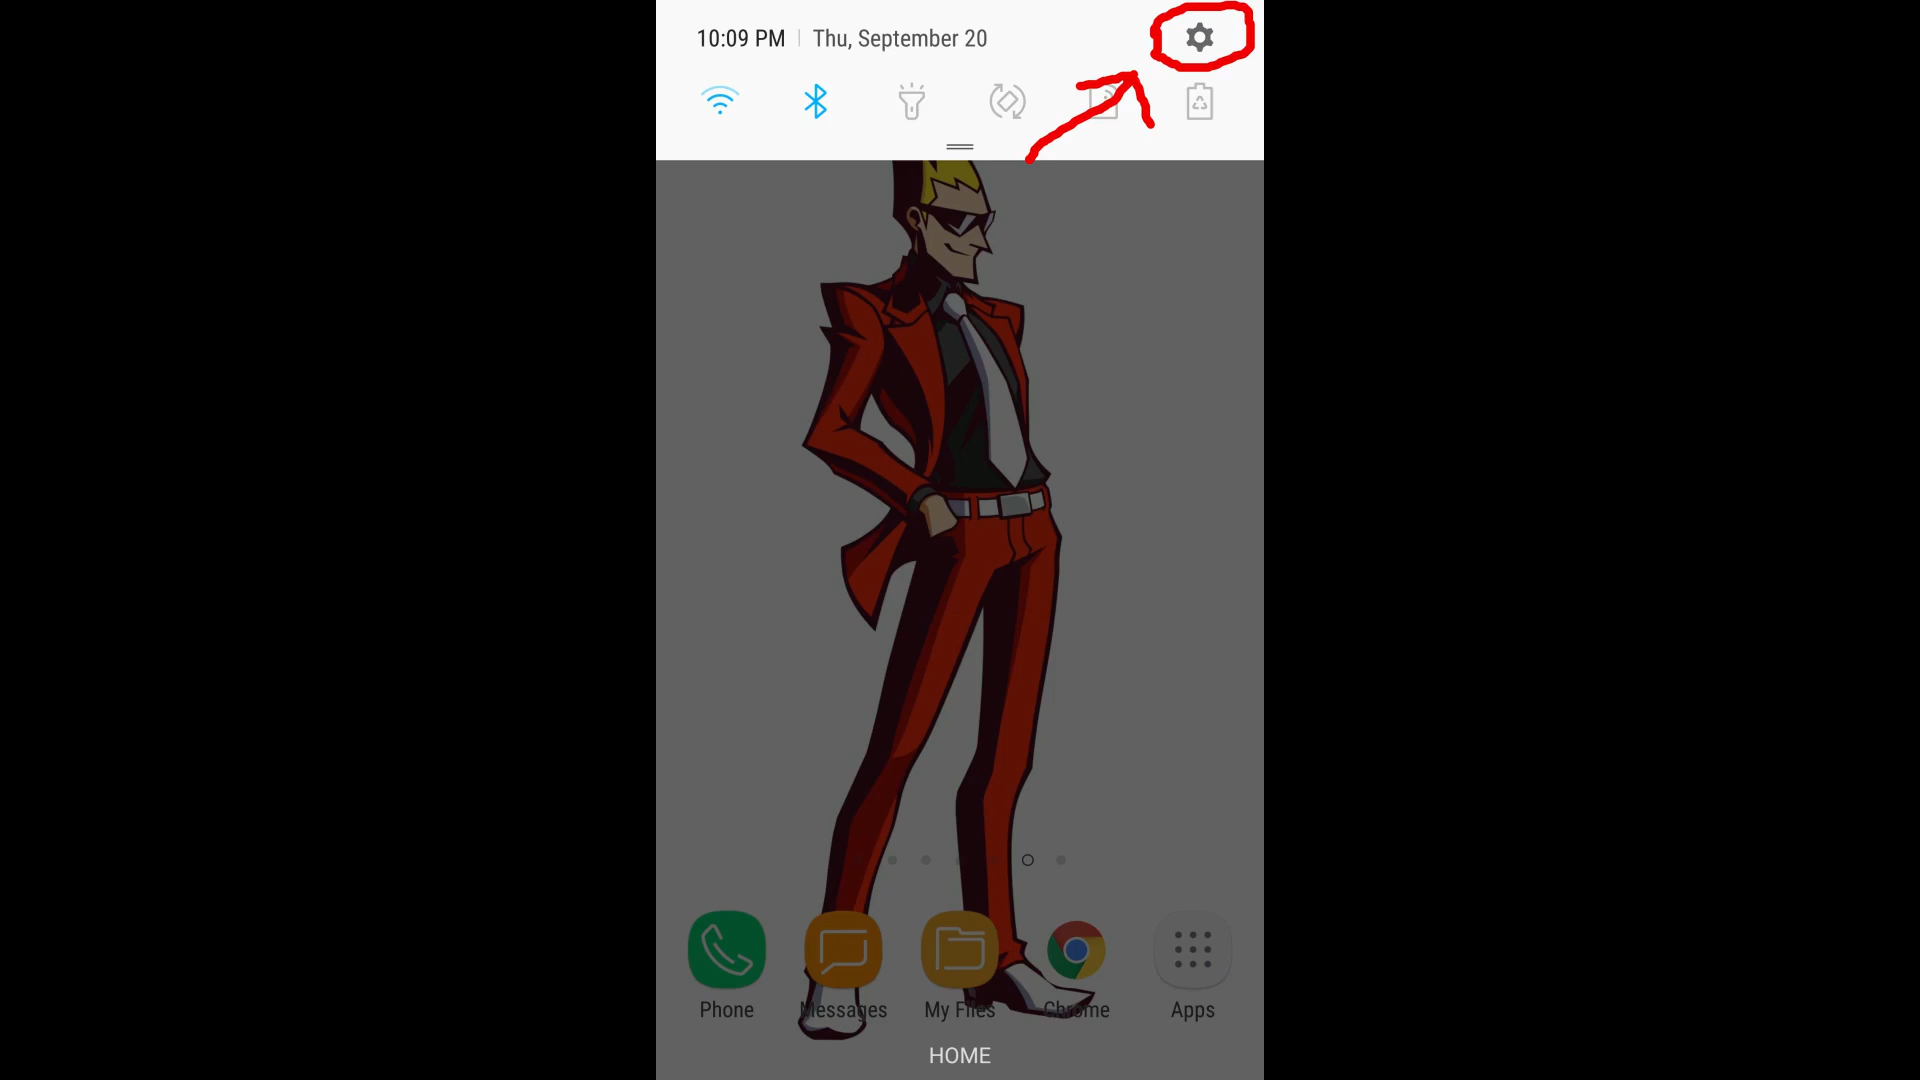 10:09 PM | Thu, September 20
Phone
Messages
My Files
Chrome
Apps
HOME